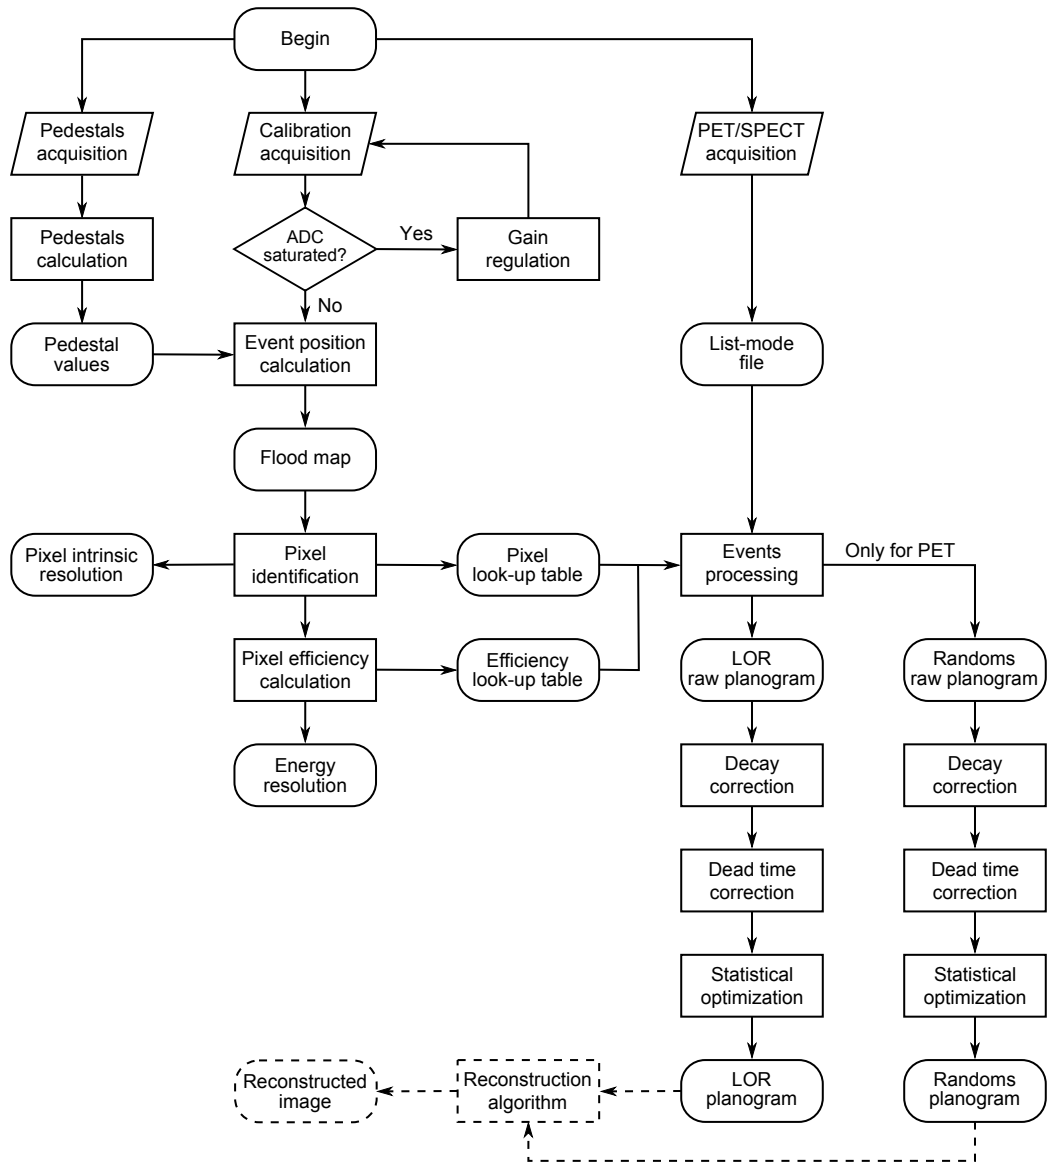 Begin
Pedestals
acquisition
Calibration
acquisition
PET/SPECT
acquisition
Pedestals
calculation
ADC
saturated?
Yes
Gain
regulation
No
Pedestal
values
Event position
calculation
List-mode
file
Flood map
Pixel intrinsic
resolution
Pixel
identification
Pixel
look-up table
Events
processing
Only for PET
Pixel efficiency
calculation
Efficiency
look-up table
LOR
raw planogram
Randoms
raw planogram
Energy
resolution
Decay
correction
Decay
correction
Dead time
correction
Dead time
correction
Statistical
optimization
Statistical
optimization
Reconstructed
image
Reconstruction
algorithm
LOR
planogram
Randoms
planogram